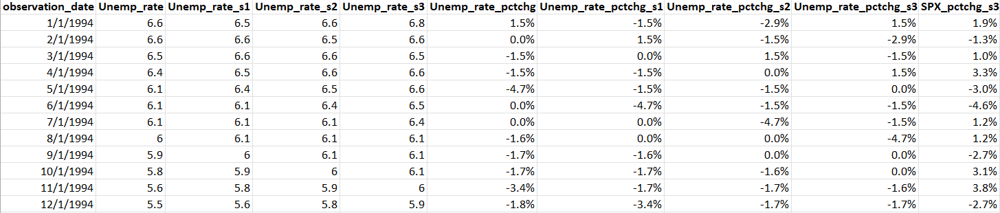 observation_date Unemp_rate Unemp_rate_s1 Unemp_rate_s2 Unemp_rate_s3 Unemp_rate_pctchg Unemp_rate_pctchg_s1 Unemp_rate_pctchg_s2 Unemp_rate_pctchg_s3 SPX_pctchg_s3
1/1/1994 6.6 6.5 6.6 6.8 1.5% -1.5% -2.9% 1.5% 1.9%
2/1/1994 6.6 6.6 6.5 6.6 0.0% 1.5% -1.5% -2.9% -1.3%
3/1/1994 6.5 6.6 6.6 6.5 -1.5% 0.0% 1.5% -1.5% 1.0%
4/1/1994 6.4 6.5 6.6 6.6 -1.5% -1.5% 0.0% 1.5% 3.3%
5/1/1994 6.1 6.4 6.5 6.6 -4.7% -1.5% -1.5% 0.0% -3.0%
6/1/1994 6.1 6.1 6.4 6.5 0.0% -4.7% -1.5% -1.5% -4.6%
7/1/1994 6.1 6.1 6.1 6.4 0.0% 0.0% -4.7% -1.5% 1.2%
8/1/1994 6 6.1 6.1 6.1 -1.6% 0.0% 0.0% -4.7% 1.2%
9/1/1994 5.9 6 6.1 6.1 -1.7% -1.6% 0.0% 0.0% -2.7%
10/1/1994 5.8 5.9 6 6.1 -1.7% -1.7% -1.6% 0.0% 3.1%
11/1/1994 5.6 5.8 5.9 6 -3.4% -1.7% -1.7% -1.6% 3.8%
12/1/1994 5.5 5.6 5.8 5.9 -1.8% -3.4% -1.7% -1.7% -2.7%